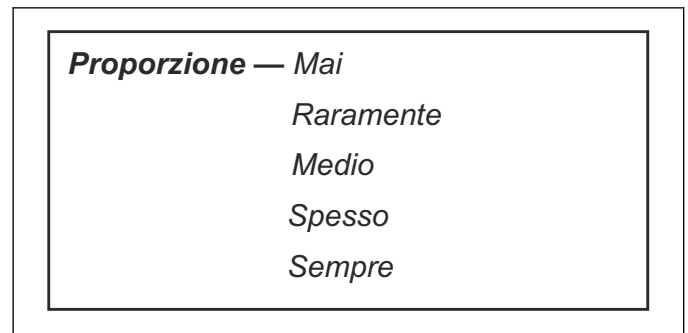 Proporzione — Mai
Raramente
Medio
Spesso
Sempre